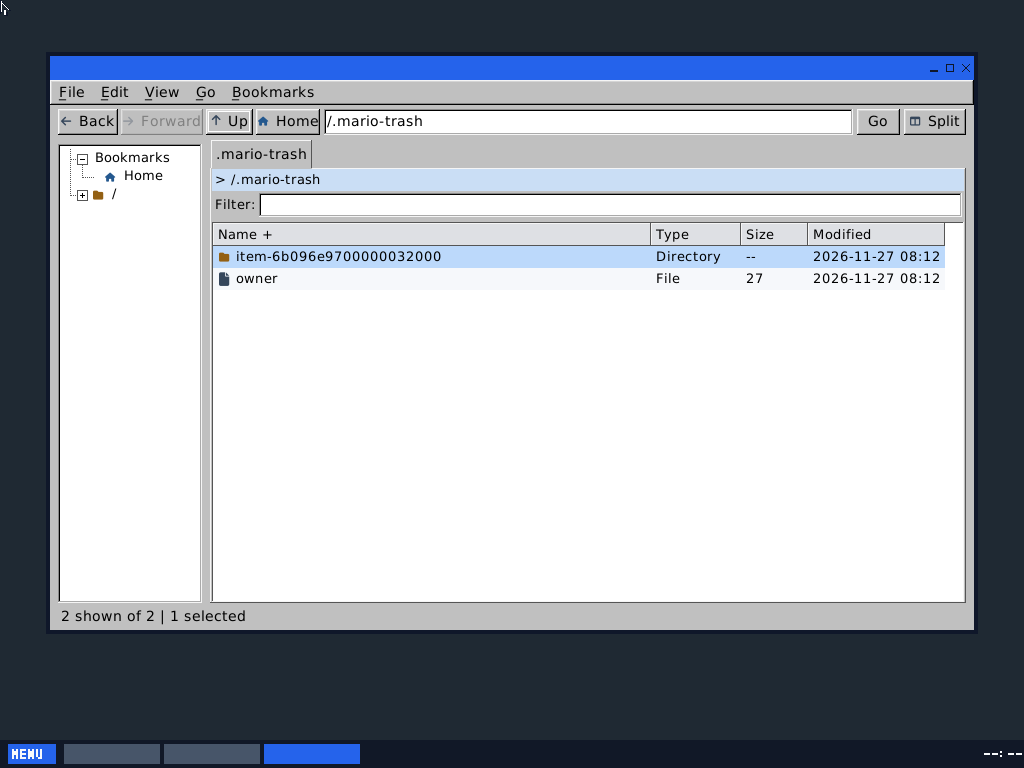 File Edit View Go Bookmarks
Back Forward Up Home /.mario-trash Go Split
Bookmarks
Home
/
.mario-trash
> /.mario-trash
Filter:
Name + Type Size Modified
item-6b096e9700000032000 Directory -- 2026-11-27 08:12
owner File 27 2026-11-27 08:12
2 shown of 2 | 1 selected
MENU --:--